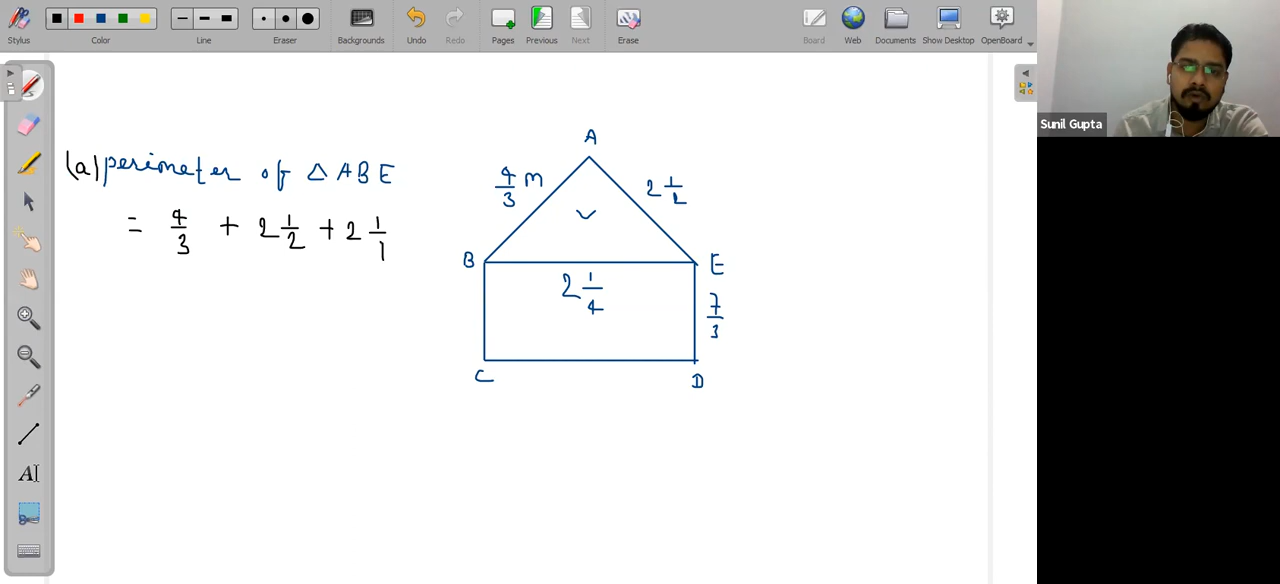 Stylus
Color
Line
Eraser
Backgrounds
Undo
Redo
Pages
Previous
Next
Erase
Board
Web
Documents
Show Desktop
OpenBoard
Sunil Gupta
(a) perimeter of △ ABE
= 4/3 + 2 1/2 + 2 1/1
A
4/3 m
2 1/2
B
E
2 1/4
7/3
C
D
AI